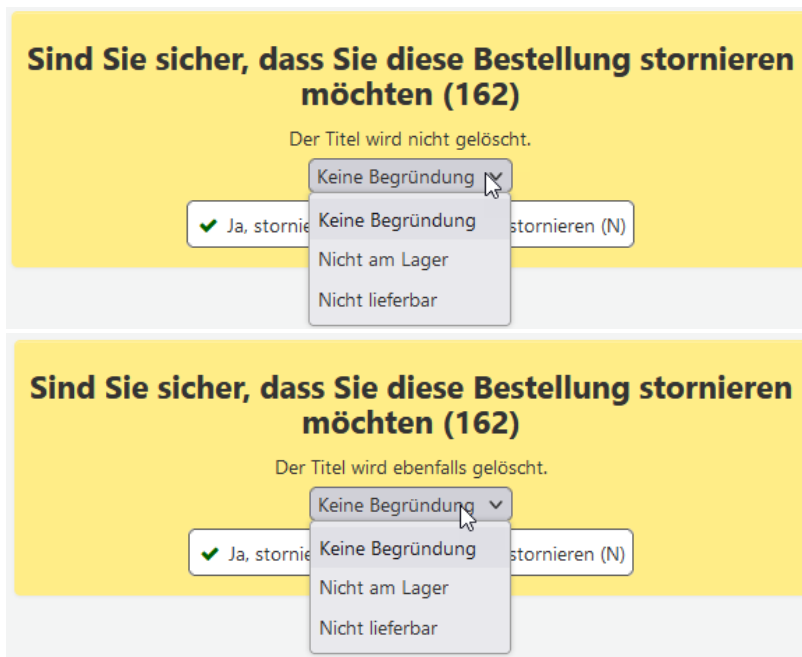 Sind Sie sicher, dass Sie diese Bestellung stornieren
möchten (162)
Der Titel wird nicht gelöscht.
Keine Begründung
Ja, stornie
stornieren (N)
Keine Begründung
Nicht am Lager
Nicht lieferbar
Sind Sie sicher, dass Sie diese Bestellung stornieren
möchten (162)
Der Titel wird ebenfalls gelöscht.
Keine Begründung
Ja, stornie
stornieren (N)
Keine Begründung
Nicht am Lager
Nicht lieferbar